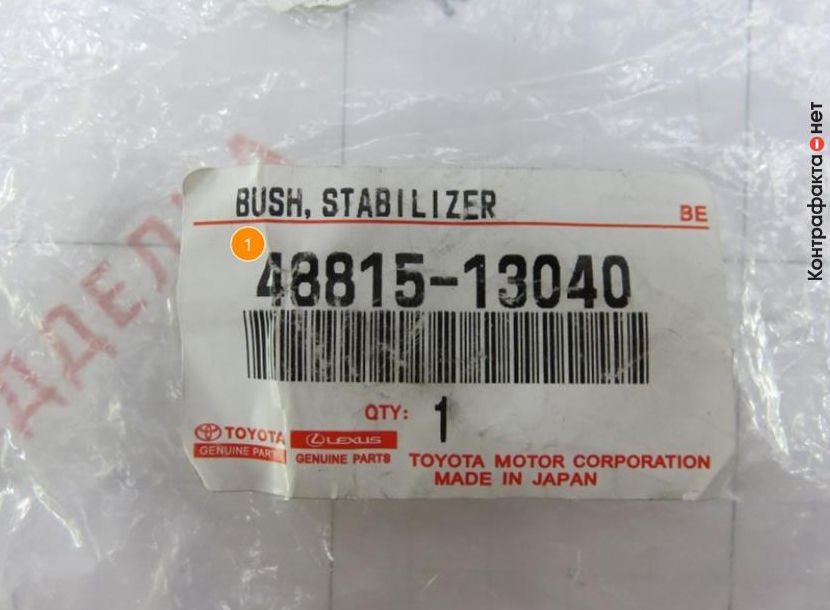 BUSH, STABILIZER
BE
1
48815-13040
QTY: 1
TOYOTA
GENUINE PARTS
LEXUS
GENUINE PARTS
TOYOTA MOTOR CORPORATION
MADE IN JAPAN
ПОДДЕЛКА
Контрафакта нет